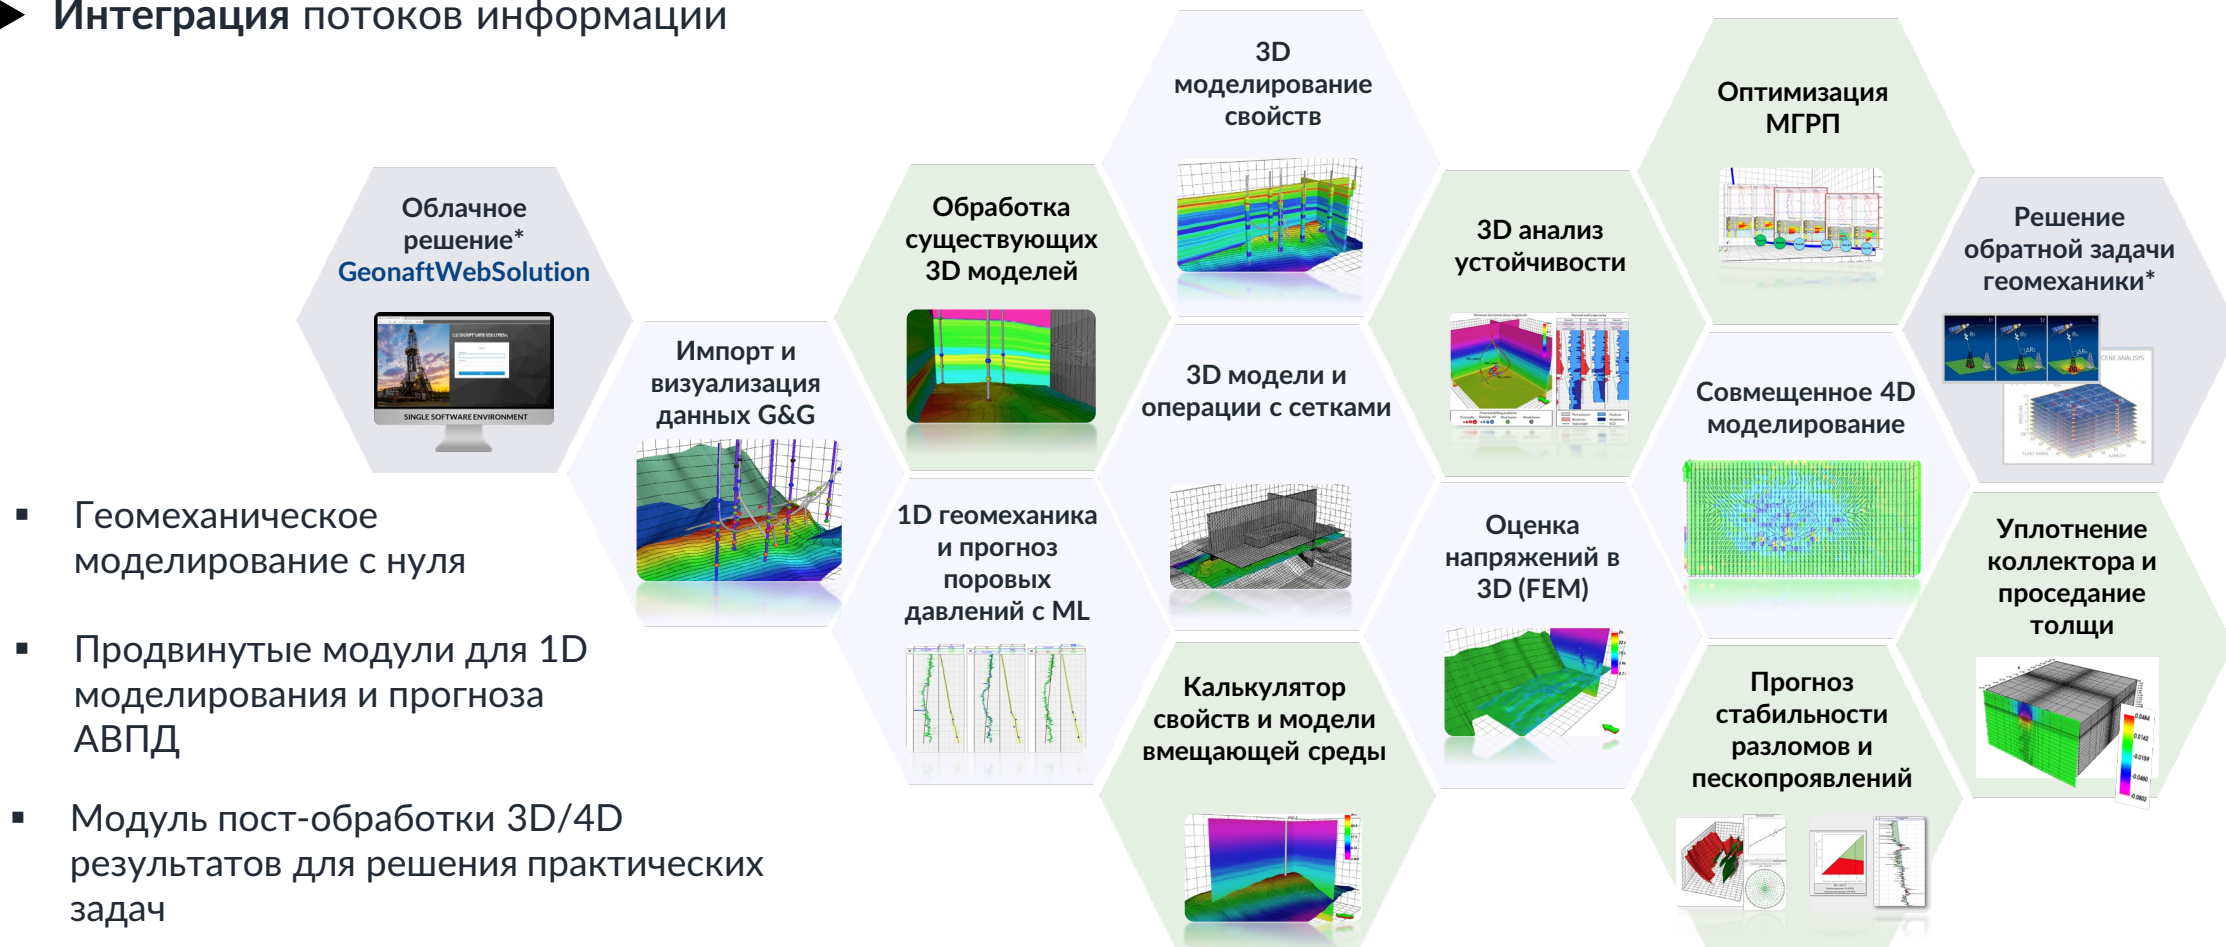 Интеграция потоков информации
Облачное
решение*
GeonaftWebSolution
SINGLE SOFTWARE ENVIRONMENT
Импорт и
визуализация
данных G&G
Обработка
существующих
3D моделей
1D геомеханика
и прогноз
поровых
давлений с ML
3D
моделирование
свойств
3D модели и
операции с сетками
Калькулятор
свойств и модели
вмещающей среды
3D анализ
устойчивости
Оценка
напряжений в
3D (FEM)
Оптимизация
МГРП
Совмещенное 4D
моделирование
Прогноз
стабильности
разломов и
пескопроявлений
Решение
обратной задачи
геомеханики*
Уплотнение
коллектора и
проседание
толщи
▪ Геомеханическое
моделирование с нуля
▪ Продвинутые модули для 1D
моделирования и прогноза
АВПД
▪ Модуль пост-обработки 3D/4D
результатов для решения практических
задач